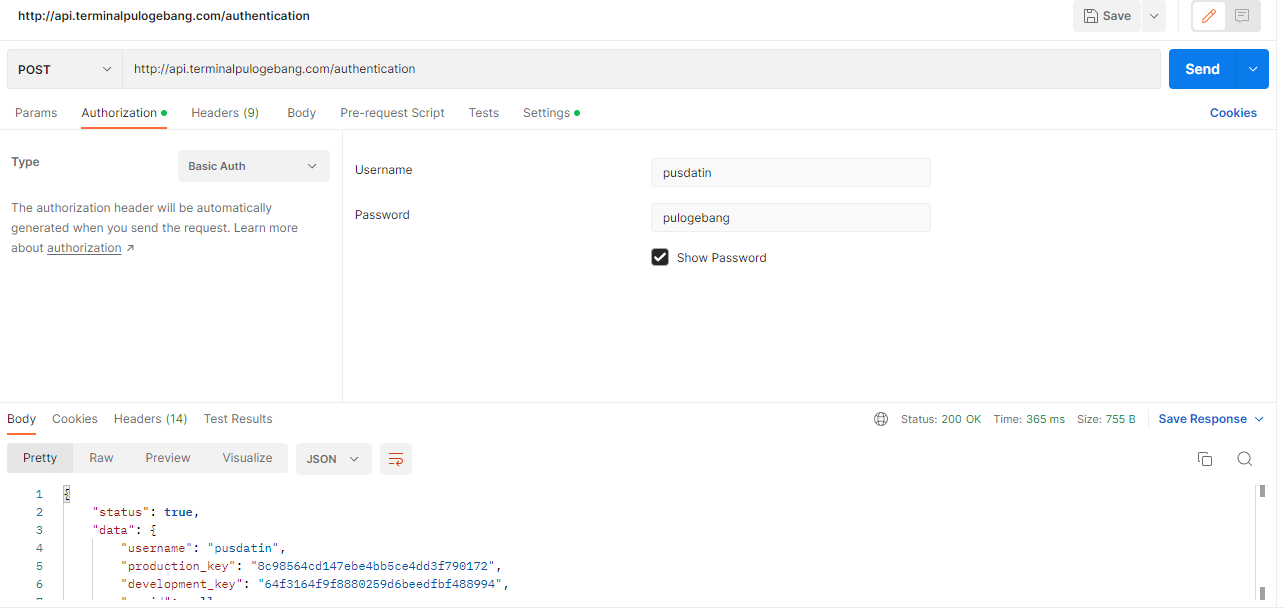 http://api.terminalpulogebang.com/authentication
Save
POST
http://api.terminalpulogebang.com/authentication
Send
Params Authorization Headers (9) Body Pre-request Script Tests Settings Cookies
Type Basic Auth
The authorization header will be automatically
generated when you send the request. Learn more
about authorization ↗
Username pusdatin
Password pulogebang
Show Password
Body Cookies Headers (14) Test Results Status: 200 OK Time: 365 ms Size: 755 B Save Response
Pretty Raw Preview Visualize JSON
1 {
2 "status": true,
3 "data": {
4 "username": "pusdatin",
5 "production_key": "8c98564cd147ebe4bb5ce4dd3f790172",
6 "development_key": "64f3164f9f8880259d6beedfbf488994",